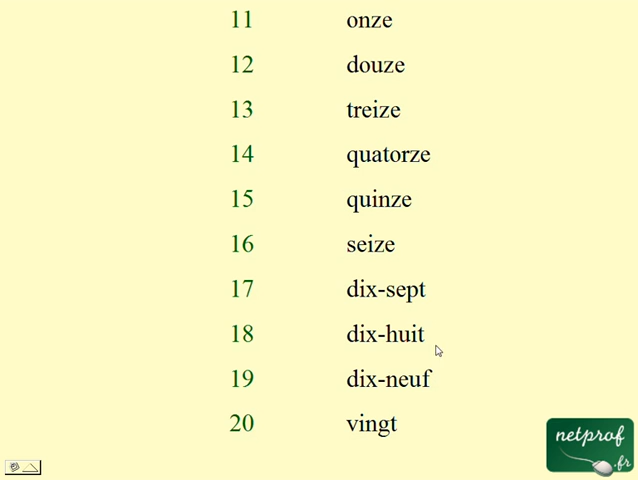 11 onze
12 douze
13 treize
14 quatorze
15 quinze
16 seize
17 dix-sept
18 dix-huit
19 dix-neuf
20 vingt
netprof
.fr